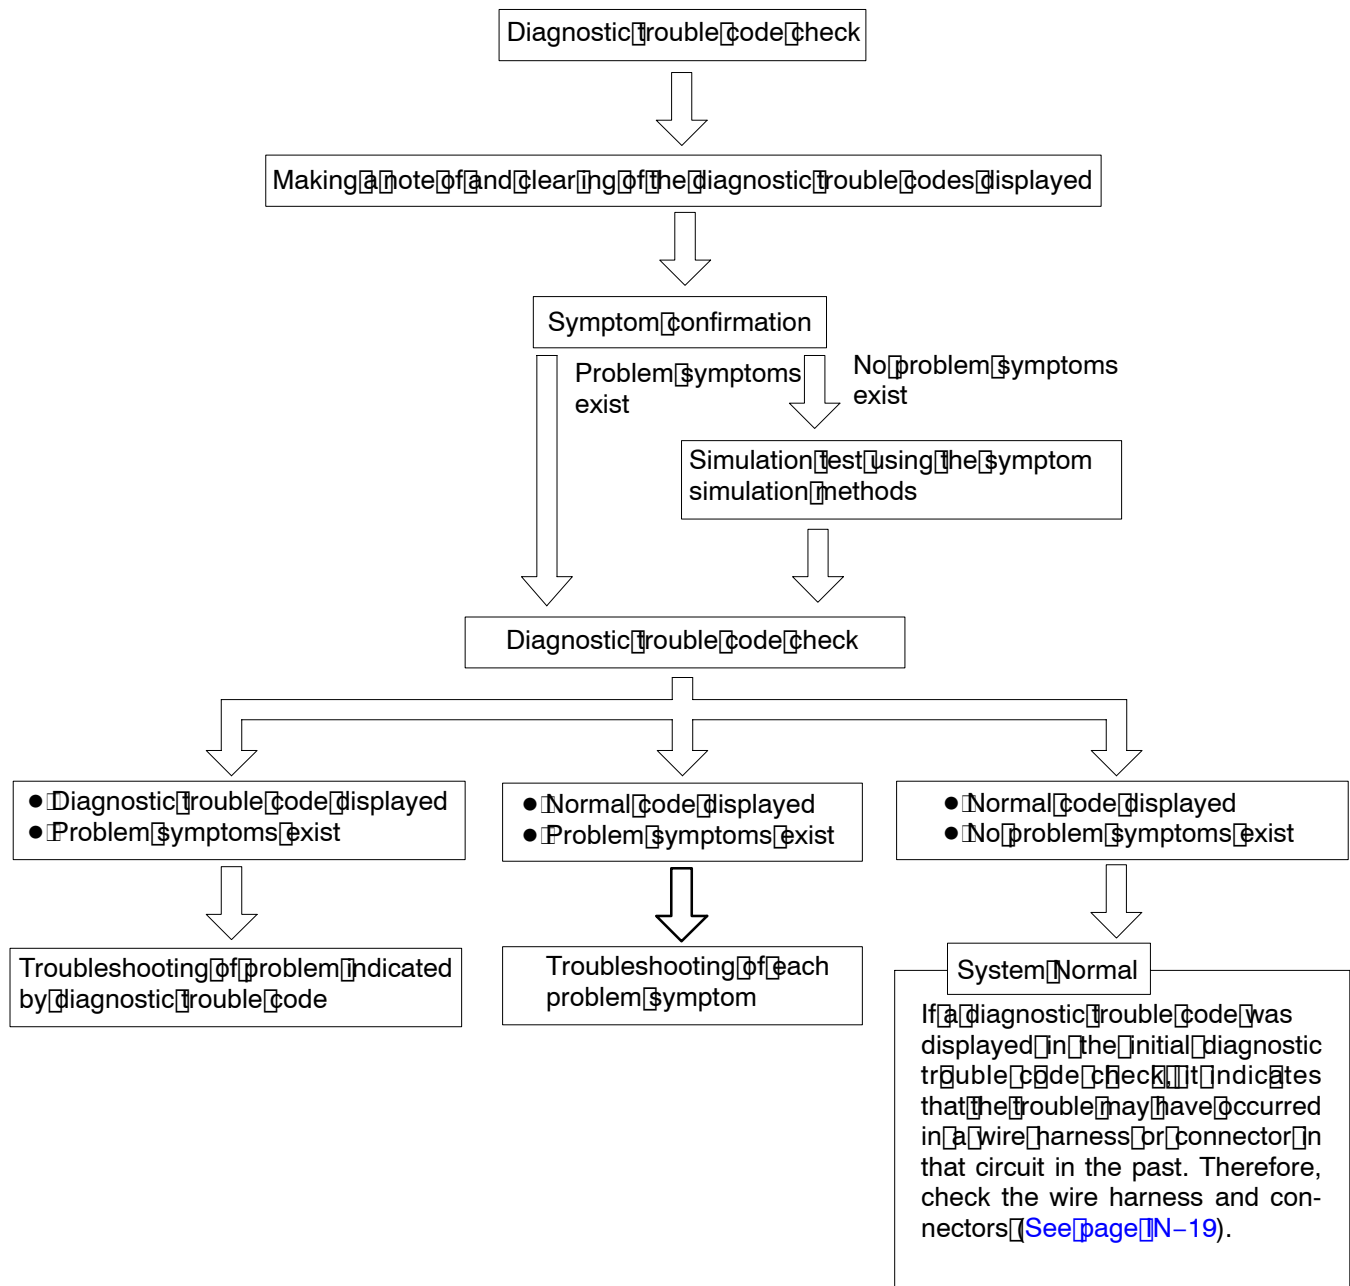 Diagnostic trouble code check
Making a note of and clearing of the diagnostic trouble codes displayed
Symptom confirmation
Problem symptoms
exist
No problem symptoms
exist
Simulation test using the symptom
simulation methods
Diagnostic trouble code check
● Diagnostic trouble code displayed
● Problem symptoms exist
● Normal code displayed
● Problem symptoms exist
● Normal code displayed
● No problem symptoms exist
Troubleshooting of problem indicated
by diagnostic trouble code
Troubleshooting of each
problem symptom
System Normal
If a diagnostic trouble code was
displayed in the initial diagnostic
trouble code check, it indicates
that the trouble may have occurred
in a wire harness or connector in
that circuit in the past. Therefore,
check the wire harness and con-
nectors (See page IN−19).